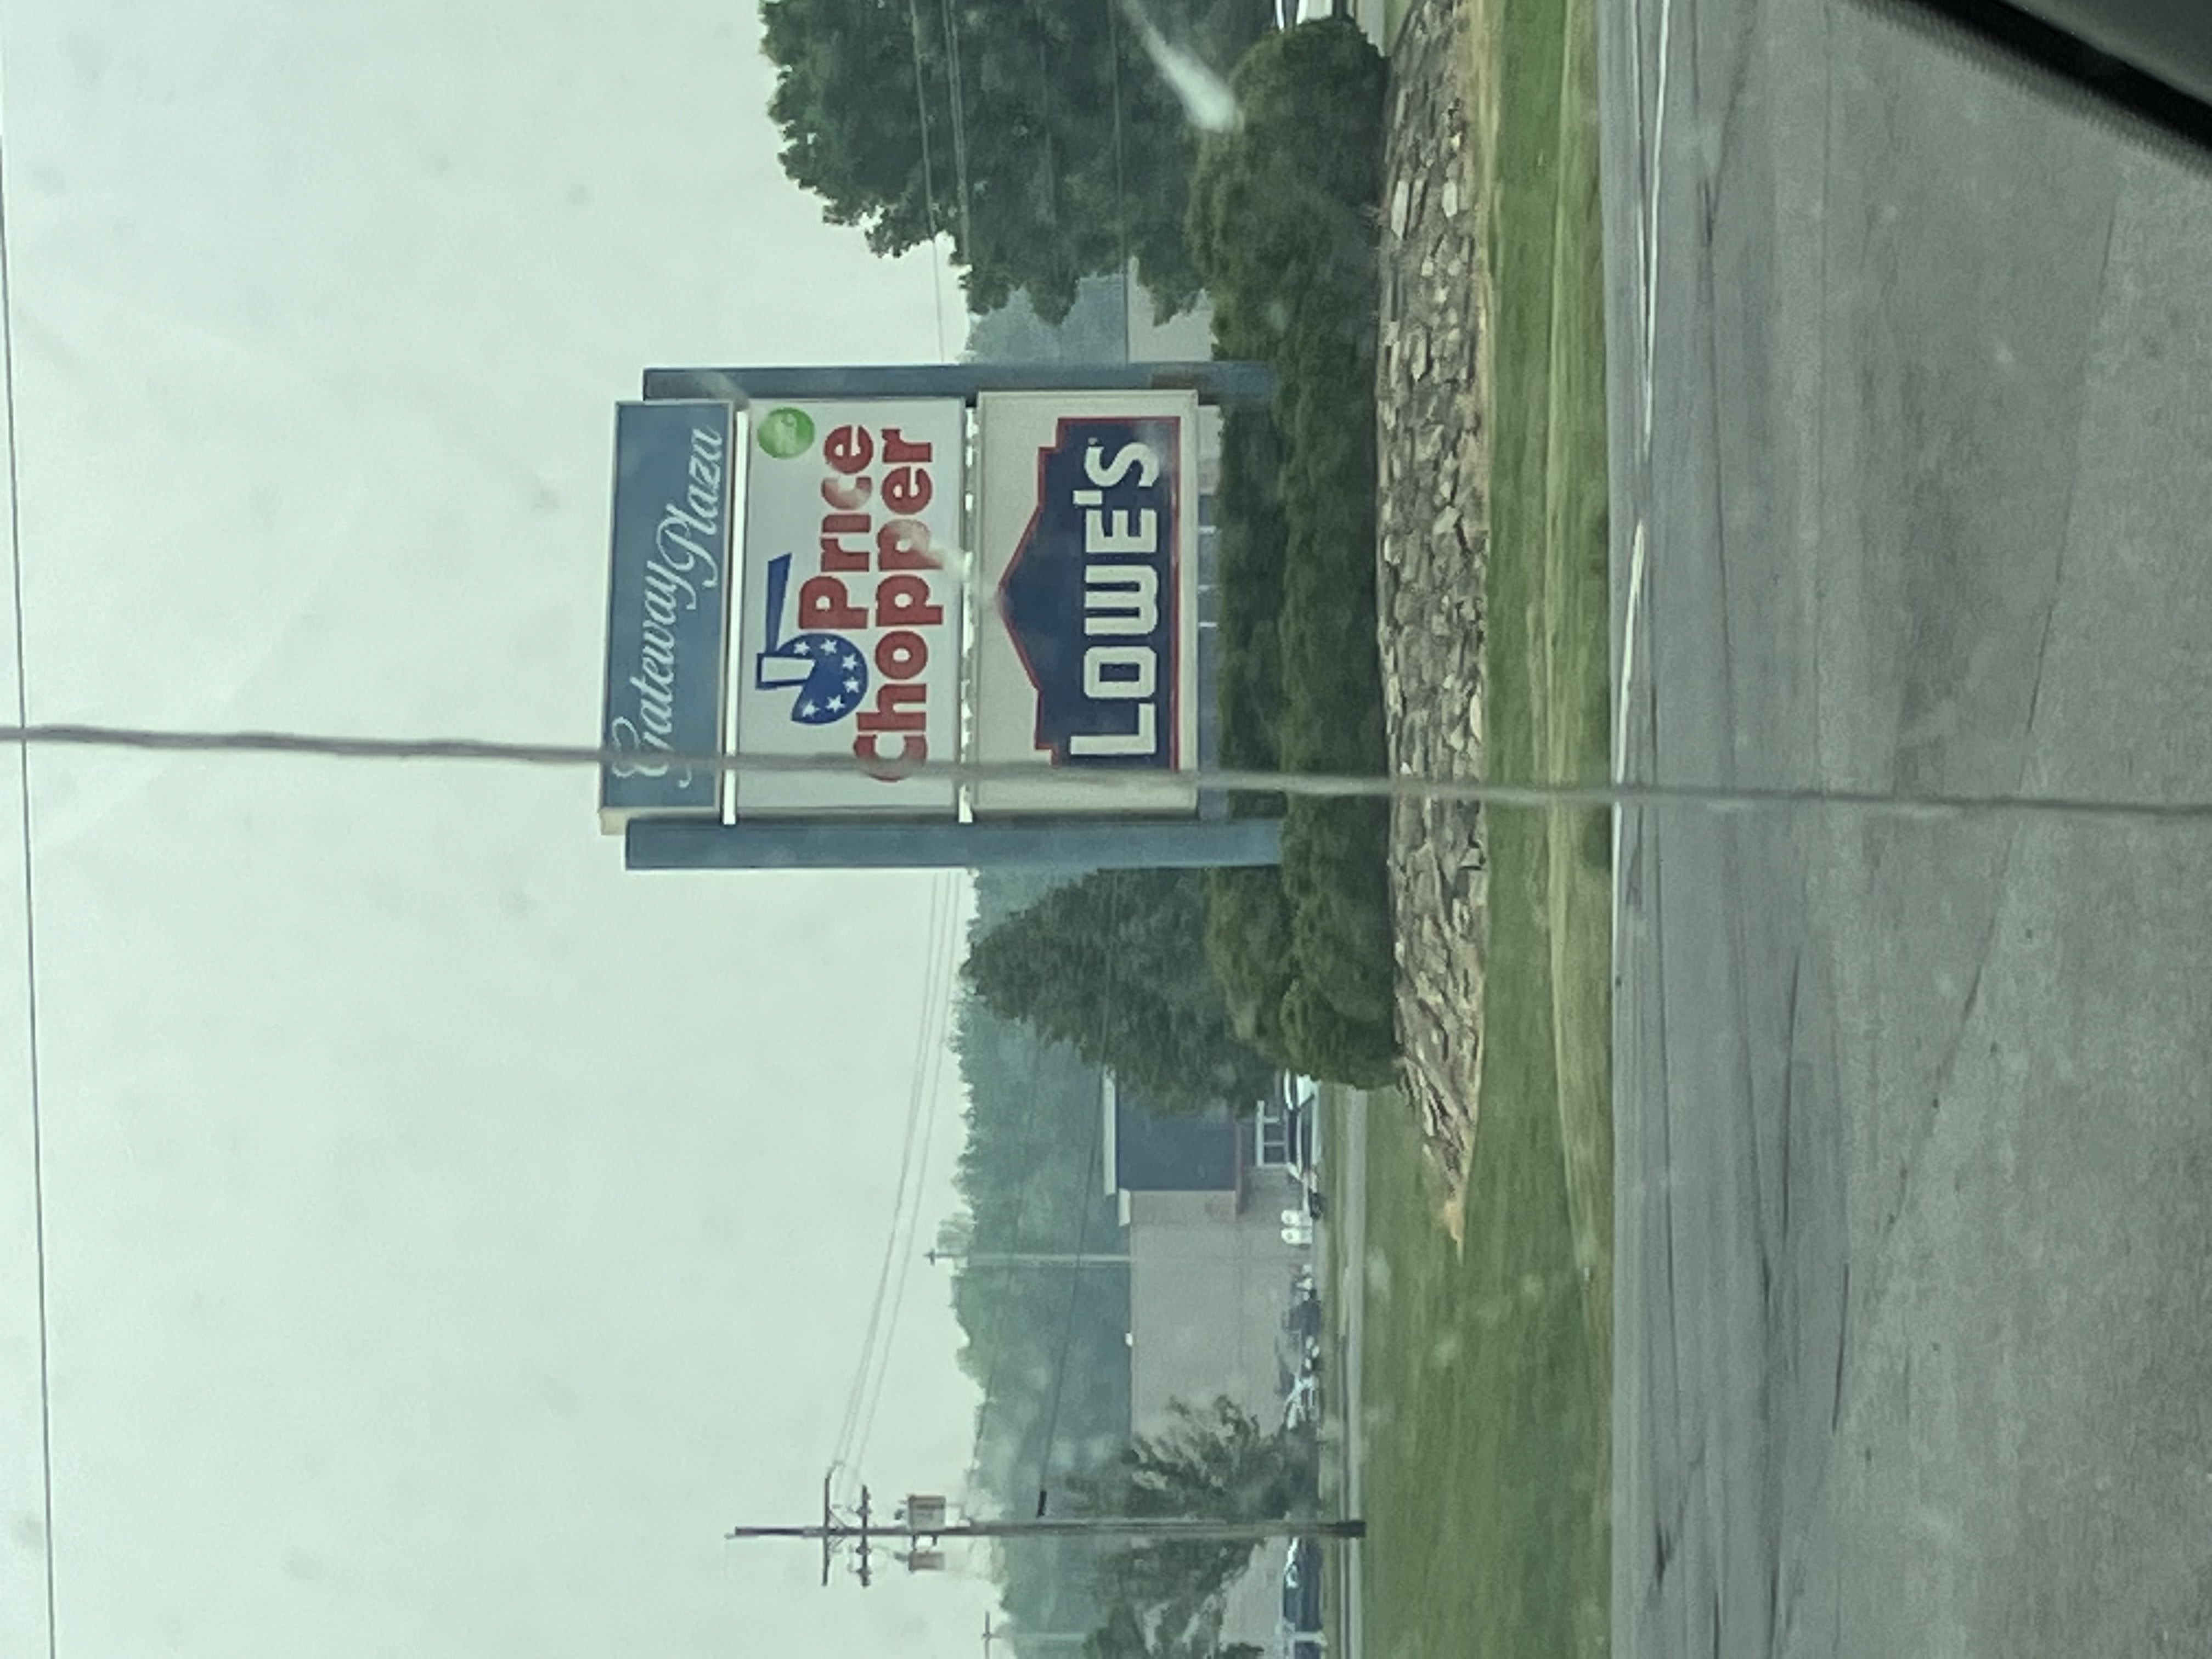 Gateway Plaza
Price
Chopper
LOWE'S